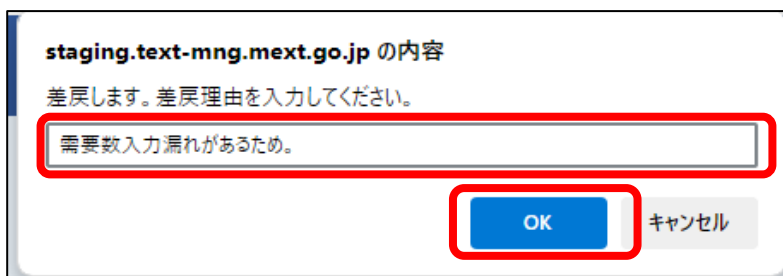 staging.text-mng.mext.go.jp の内容
差戻します。差戻理由を入力してください。
需要数入力漏れがあるため。
OK キャンセル